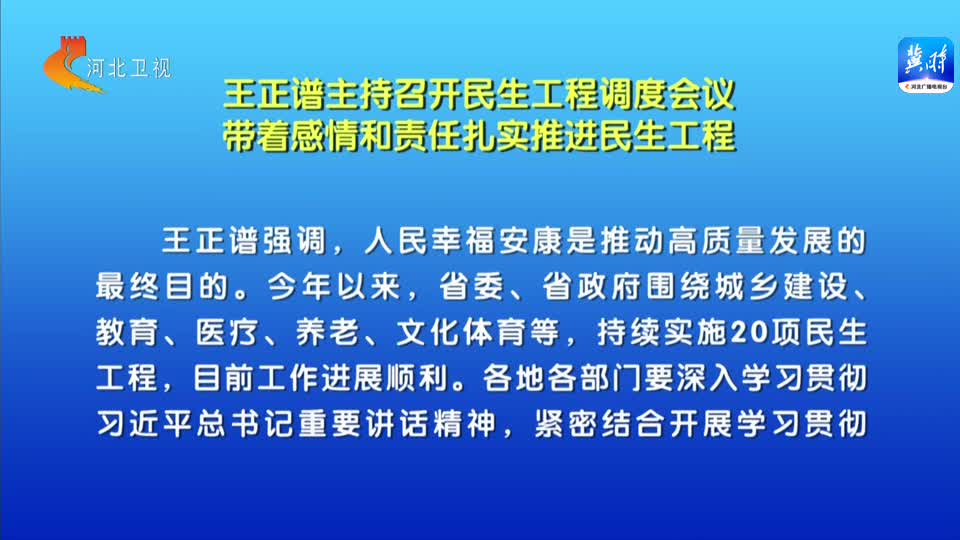 河北卫视
冀时
河北广播电视台
王正谱主持召开民生工程调度会议
带着感情和责任扎实推进民生工程
王正谱强调，人民幸福安康是推动高质量发展的
最终目的。今年以来，省委、省政府围绕城乡建设、
教育、医疗、养老、文化体育等，持续实施20项民生
工程，目前工作进展顺利。各地各部门要深入学习贯彻
习近平总书记重要讲话精神，紧密结合开展学习贯彻